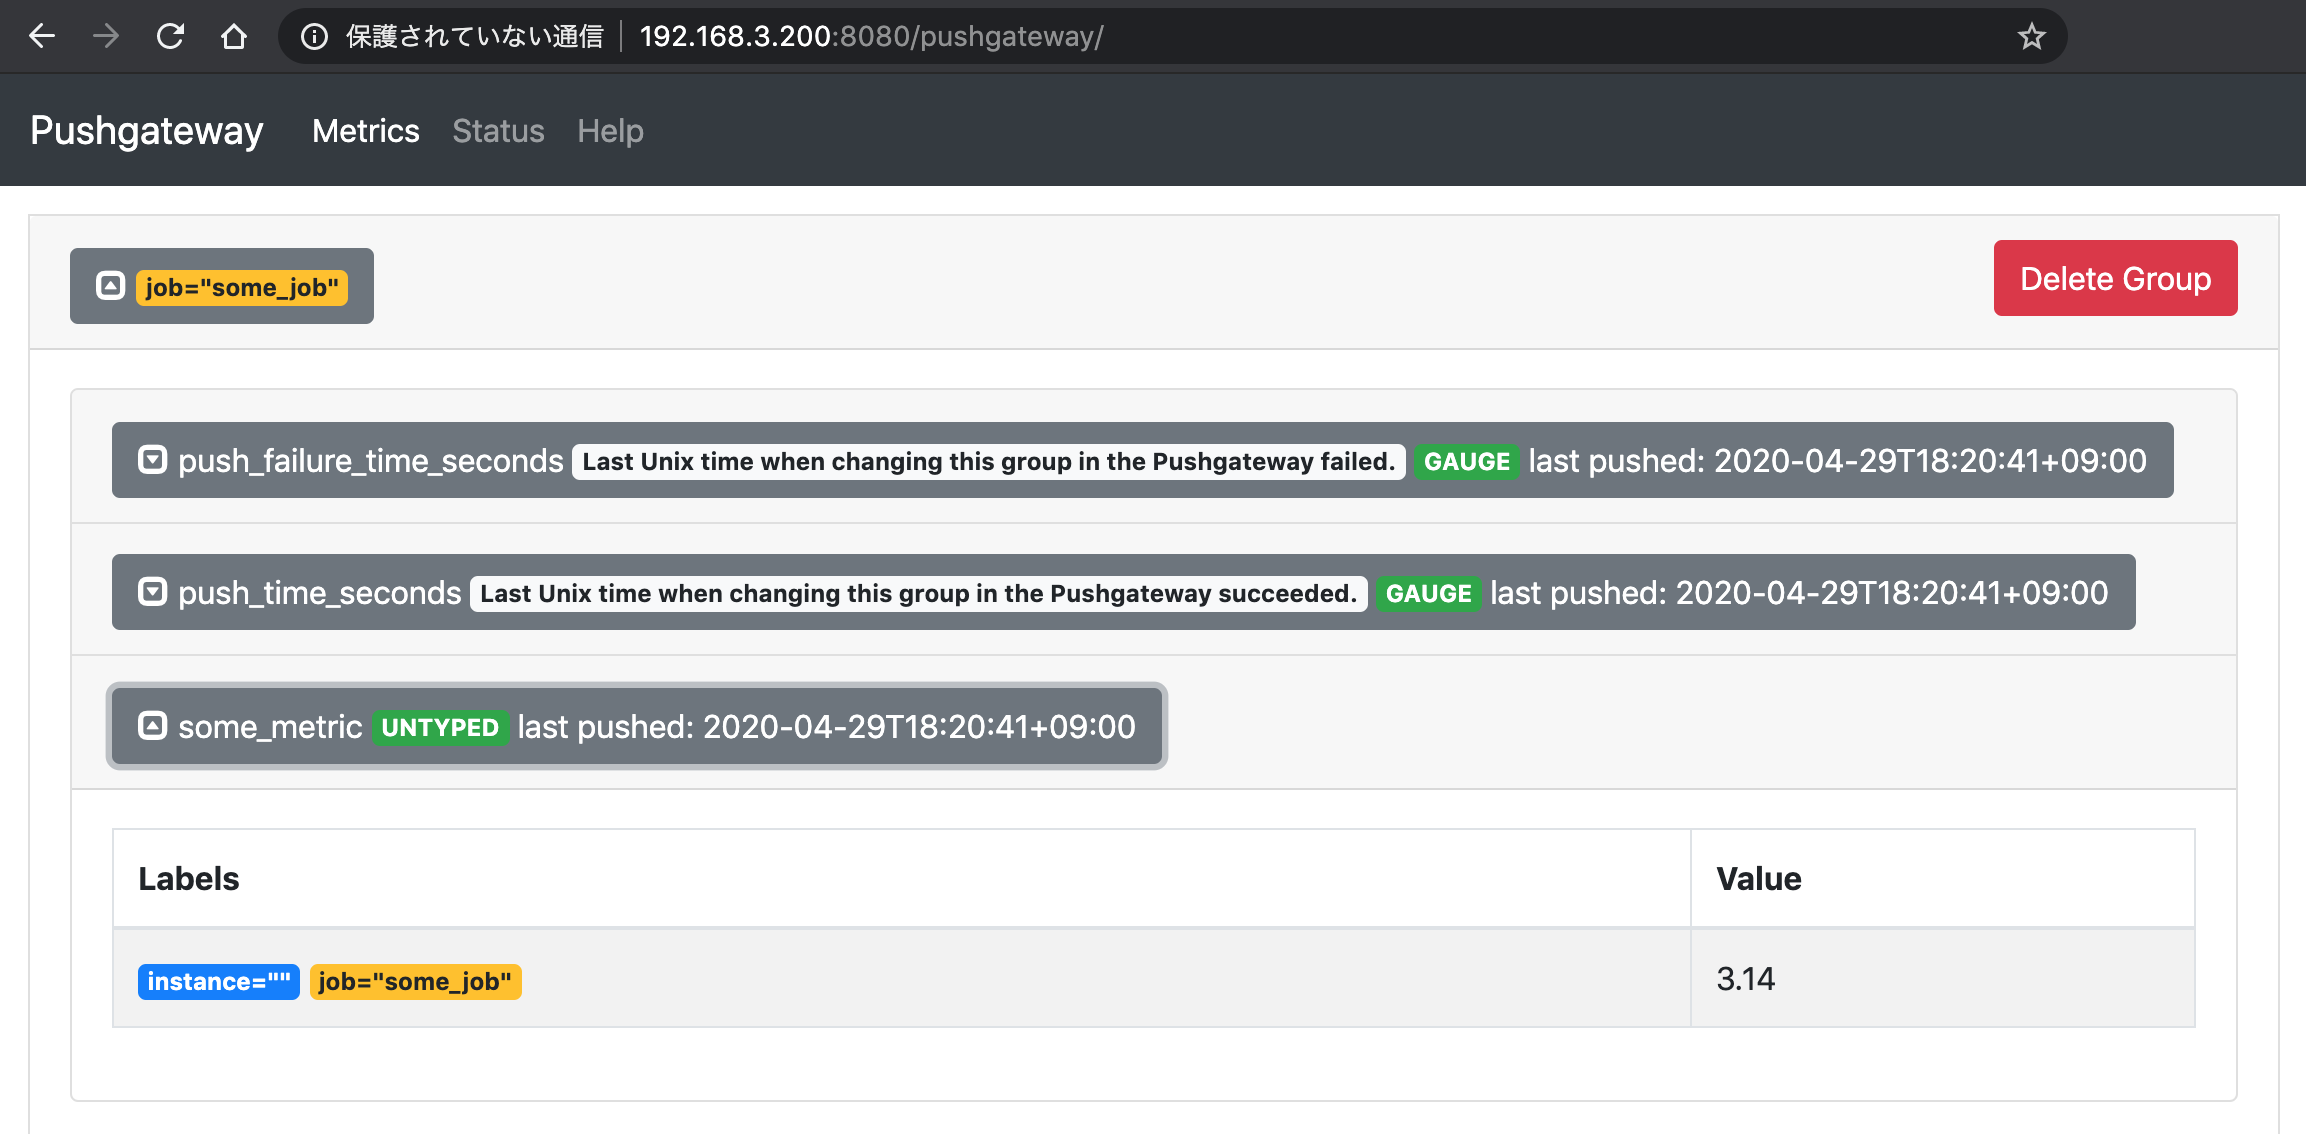 保護されていない通信 192.168.3.200:8080/pushgateway/
Pushgateway Metrics Status Help
job="some_job" Delete Group
push_failure_time_seconds Last Unix time when changing this group in the Pushgateway failed. GAUGE last pushed: 2020-04-29T18:20:41+09:00
push_time_seconds Last Unix time when changing this group in the Pushgateway succeeded. GAUGE last pushed: 2020-04-29T18:20:41+09:00
some_metric UNTYPED last pushed: 2020-04-29T18:20:41+09:00
Labels Value
instance="" job="some_job" 3.14